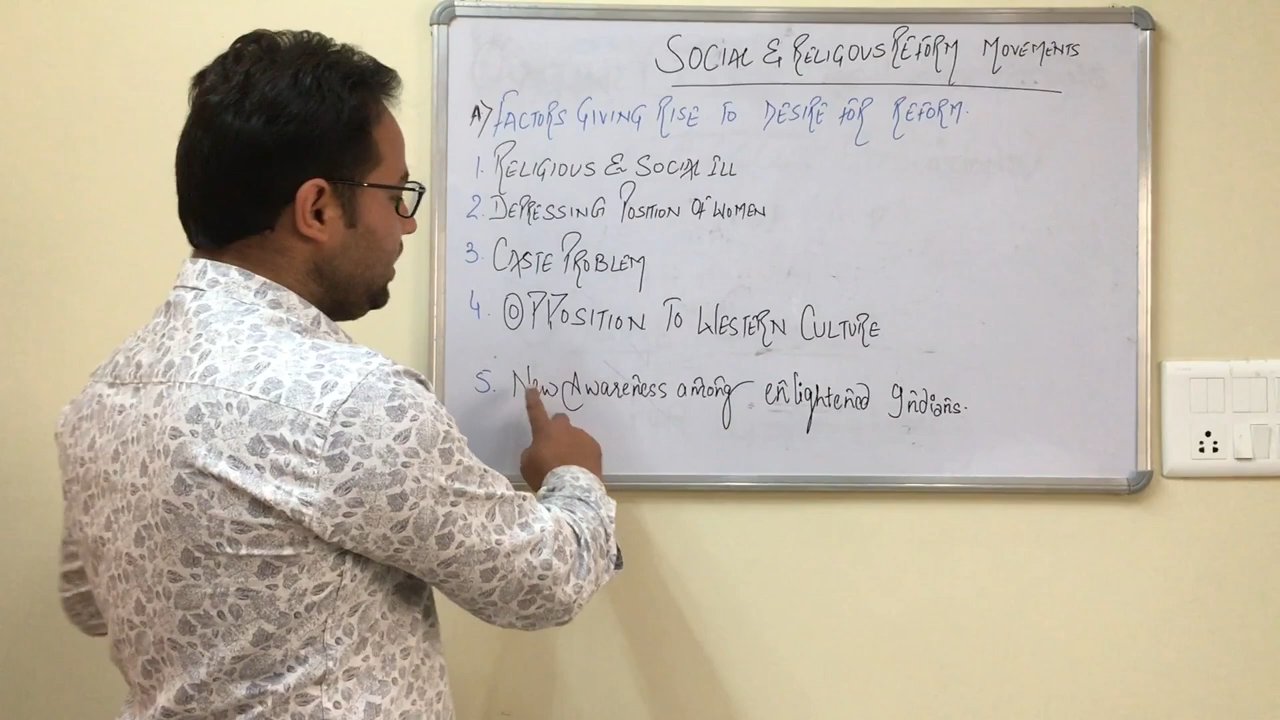 SOCIAL & RELIGOUS REFORM MOVEMENTS
A) FACTORS GIVING RISE TO DESIRE FOR REFORM.
1. RELIGIOUS & SOCIAL ILL
2. DEPRESSING POSITION OF WOMEN
3. CASTE PROBLEM
4. OPPOSITION TO WESTERN CULTURE
5. New Awareness among enlightened Indians.